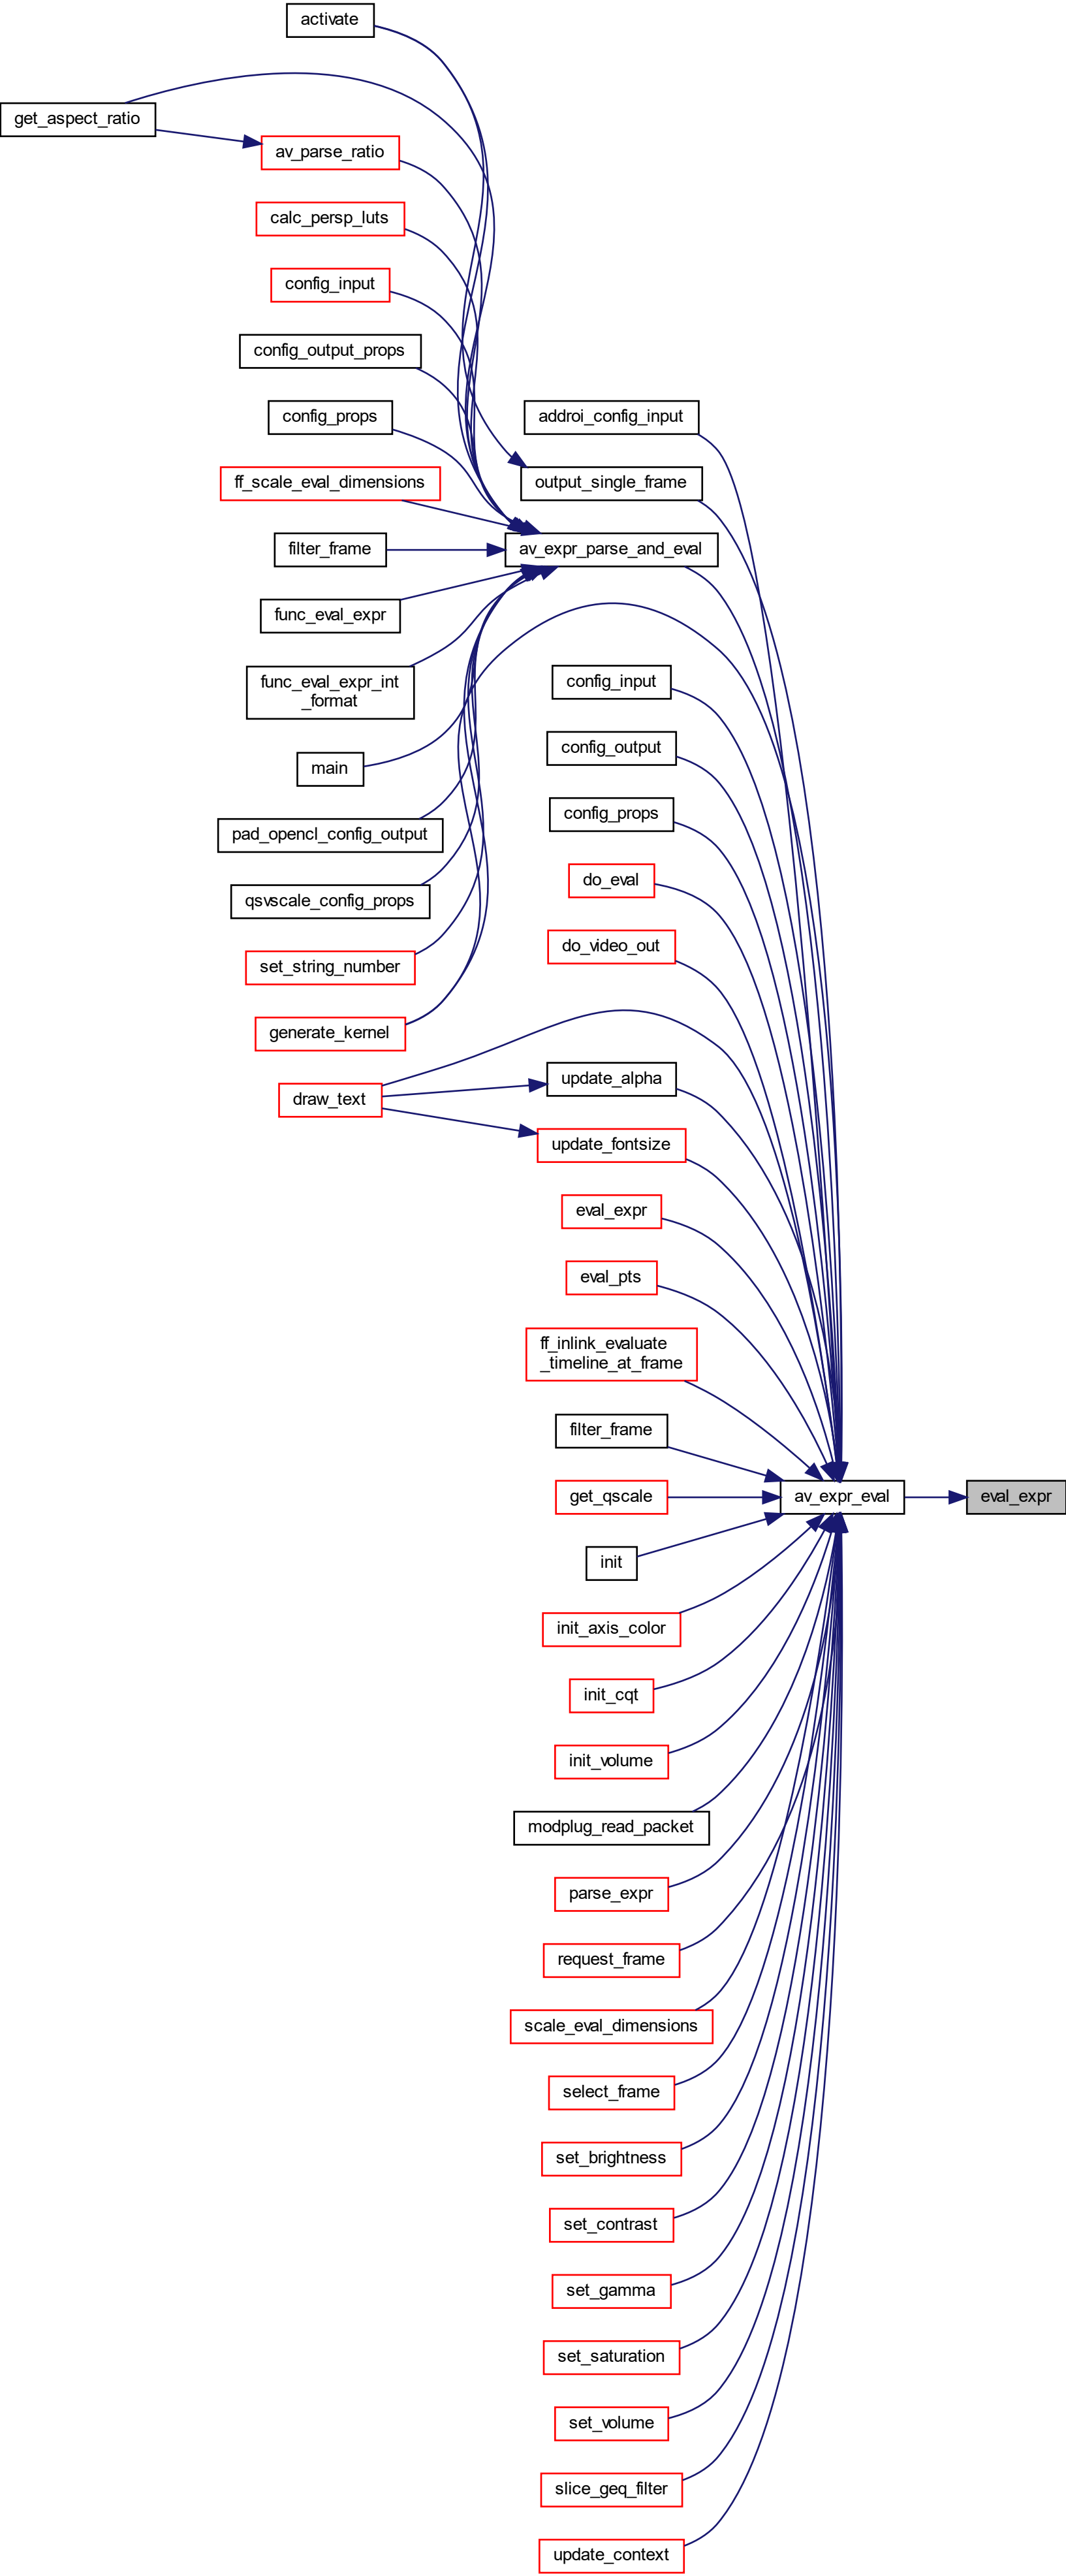 activate
get_aspect_ratio
av_parse_ratio
calc_persp_luts
config_input
config_output_props
config_props
addroi_config_input
ff_scale_eval_dimensions
output_single_frame
filter_frame
av_expr_parse_and_eval
func_eval_expr
func_eval_expr_int
_format
config_input
main
config_output
pad_opencl_config_output
config_props
qsvscale_config_props
do_eval
set_string_number
do_video_out
generate_kernel
draw_text
update_alpha
update_fontsize
eval_expr
eval_pts
ff_inlink_evaluate
_timeline_at_frame
filter_frame
get_qscale
av_expr_eval
eval_expr
init
init_axis_color
init_cqt
init_volume
modplug_read_packet
parse_expr
request_frame
scale_eval_dimensions
select_frame
set_brightness
set_contrast
set_gamma
set_saturation
set_volume
slice_geq_filter
update_context